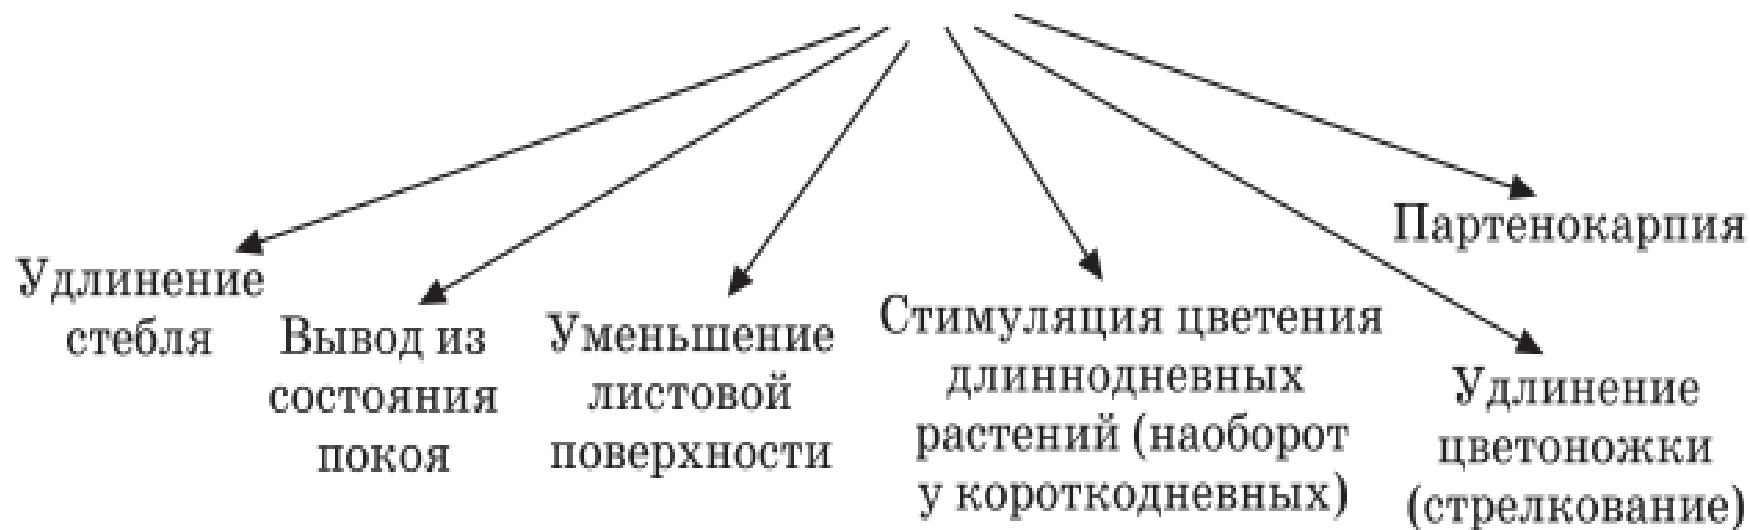 Удлинение
стебля
Вывод из
состояния
покоя
Уменьшение
листовой
поверхности
Стимуляция цветения
длиннодневных
растений (наоборот
у короткодневных)
Партенокарпия
Удлинение
цветоножки
(стрелкование)